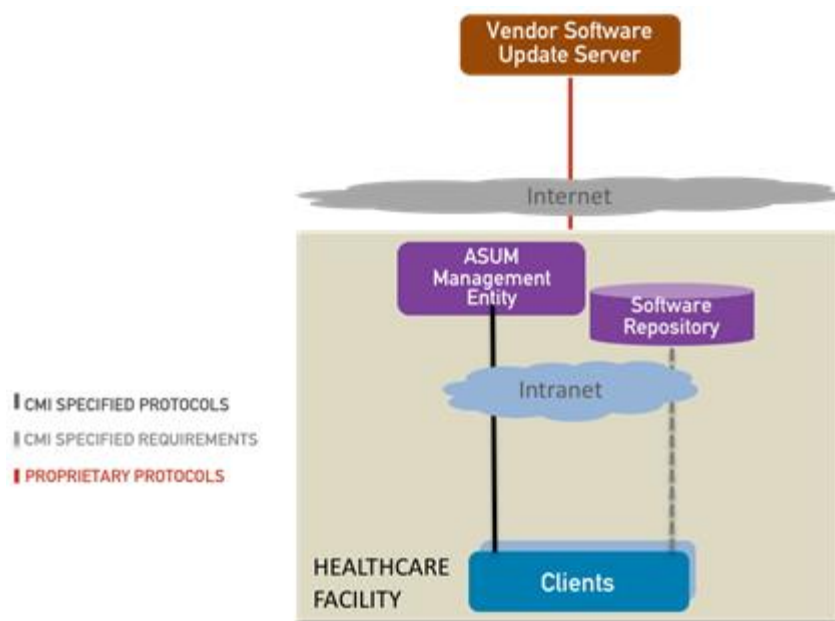 Vendor Software
Update Server
Internet
ASUM
Management
Entity
Software
Repository
Intranet
CMI SPECIFIED PROTOCOLS
CMI SPECIFIED REQUIREMENTS
PROPRIETARY PROTOCOLS
HEALTHCARE
FACILITY
Clients